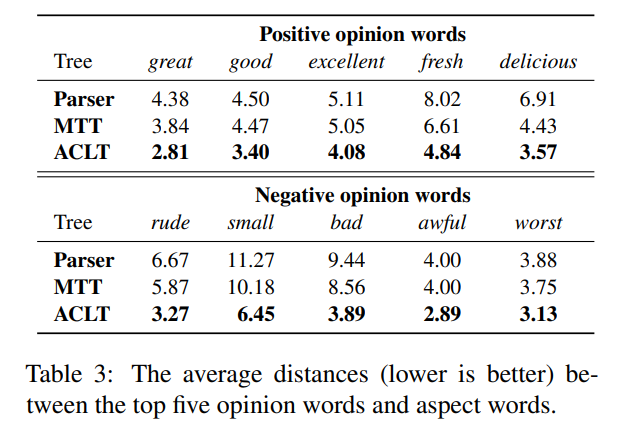 Positive opinion words
Tree great good excellent fresh delicious
Parser 4.38 4.50 5.11 8.02 6.91
MTT 3.84 4.47 5.05 6.61 4.43
ACLT 2.81 3.40 4.08 4.84 3.57
Negative opinion words
Tree rude small bad awful worst
Parser 6.67 11.27 9.44 4.00 3.88
MTT 5.87 10.18 8.56 4.00 3.75
ACLT 3.27 6.45 3.89 2.89 3.13
Table 3: The average distances (lower is better) be-
tween the top five opinion words and aspect words.